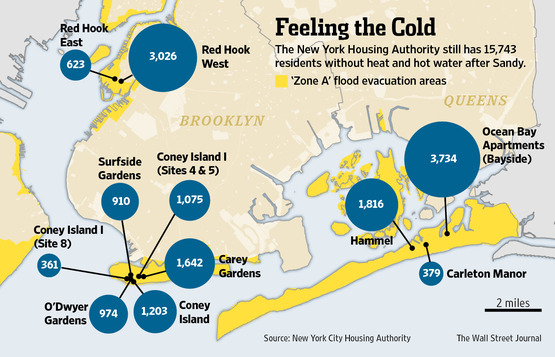 Feeling the Cold
The New York Housing Authority still has 15,743
residents without heat and hot water after Sandy.
‘Zone A’ flood evacuation areas
Red Hook
East
623
3,026
Red Hook
West
BROOKLYN
QUEENS
Surfside
Gardens
910
Coney Island I
(Sites 4 & 5)
1,075
Coney Island I
(Site 8)
361
1,642
Carey
Gardens
O’Dwyer
Gardens
974
1,203
Coney
Island
Ocean Bay
Apartments
(Bayside)
3,734
1,816
Hammel
379
Carleton Manor
2 miles
Source: New York City Housing Authority
The Wall Street Journal